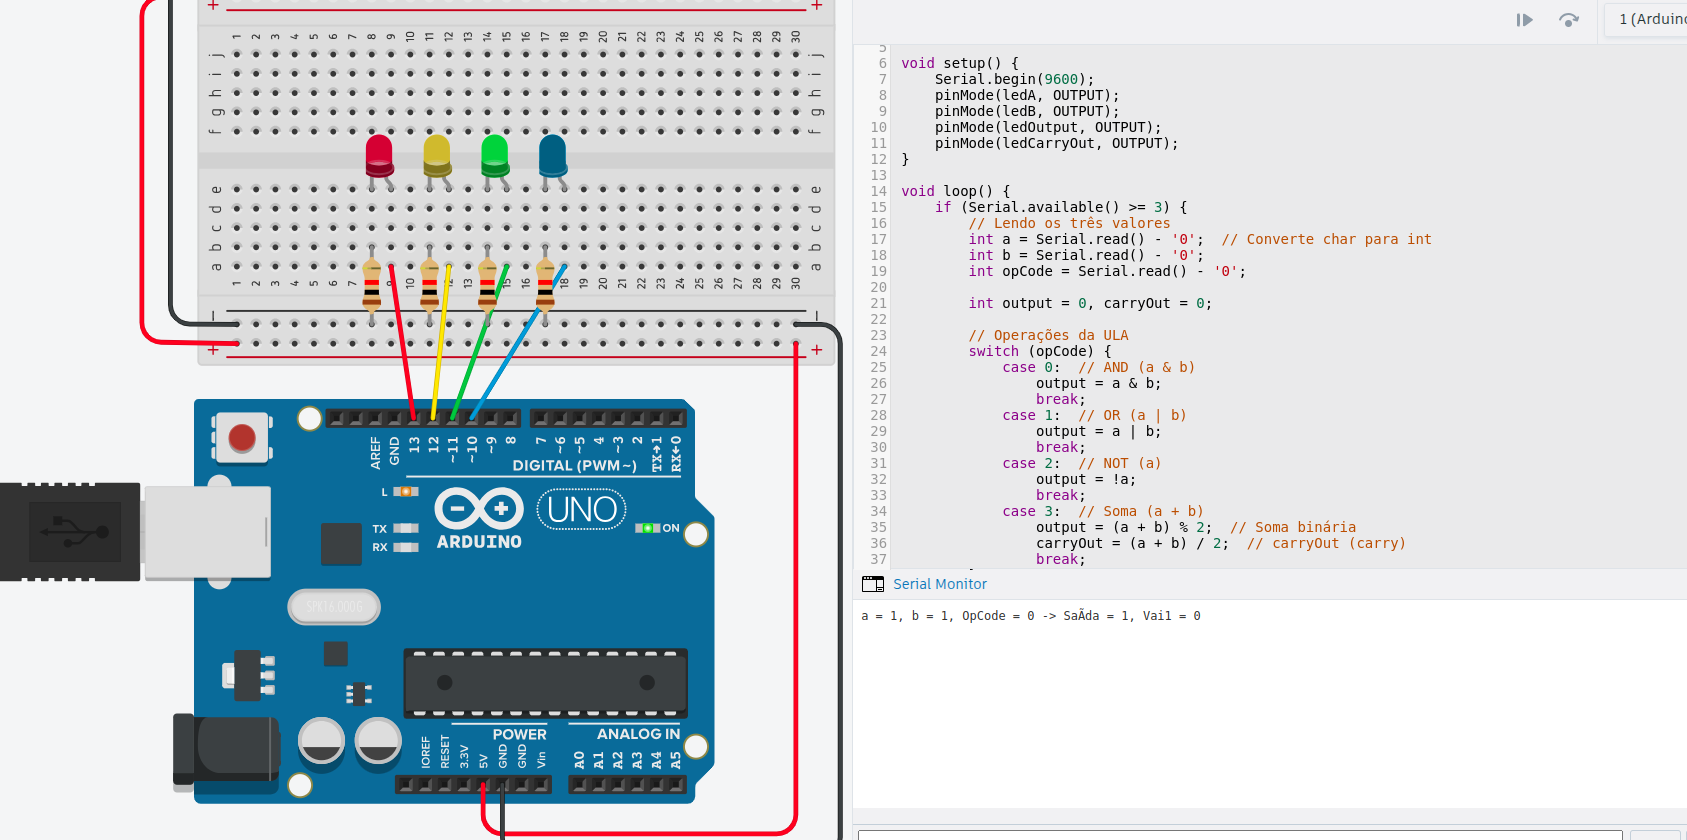 + +
1 2 3 4 5 6 7 8 9 10 11 12 13 14 15 16 17 18 19 20 21 22 23 24 25 26 27 28 29 30
j j
i i
h h
g g
f f
e e
d d
c c
b b
a a
1 2 3 4 5 6 7 8 9 10 11 12 13 14 15 16 17 18 19 20 21 22 23 24 25 26 27 28 29 30
− −
+ +
AREF GND 13 12 ~11 ~10 ~9 8 7 ~6 ~5 4 ~3 2 TX→1 RX←0
DIGITAL (PWM~)
L
UNO
TX
ON
RX
ARDUINO
SPK16.000G
POWER ANALOG IN
IOREF RESET 3.3V 5V GND GND Vin A0 A1 A2 A3 A4 A5
1 (Arduino
5
6 void setup() {
7 Serial.begin(9600);
8 pinMode(ledA, OUTPUT);
9 pinMode(ledB, OUTPUT);
10 pinMode(ledOutput, OUTPUT);
11 pinMode(ledCarryOut, OUTPUT);
12 }
13
14 void loop() {
15 if (Serial.available() >= 3) {
16 // Lendo os três valores
17 int a = Serial.read() - '0'; // Converte char para int
18 int b = Serial.read() - '0';
19 int opCode = Serial.read() - '0';
20
21 int output = 0, carryOut = 0;
22
23 // Operações da ULA
24 switch (opCode) {
25 case 0: // AND (a & b)
26 output = a & b;
27 break;
28 case 1: // OR (a | b)
29 output = a | b;
30 break;
31 case 2: // NOT (a)
32 output = !a;
33 break;
34 case 3: // Soma (a + b)
35 output = (a + b) % 2; // Soma binária
36 carryOut = (a + b) / 2; // carryOut (carry)
37 break;
Serial Monitor
a = 1, b = 1, OpCode = 0 -> SaÃda = 1, Vai1 = 0